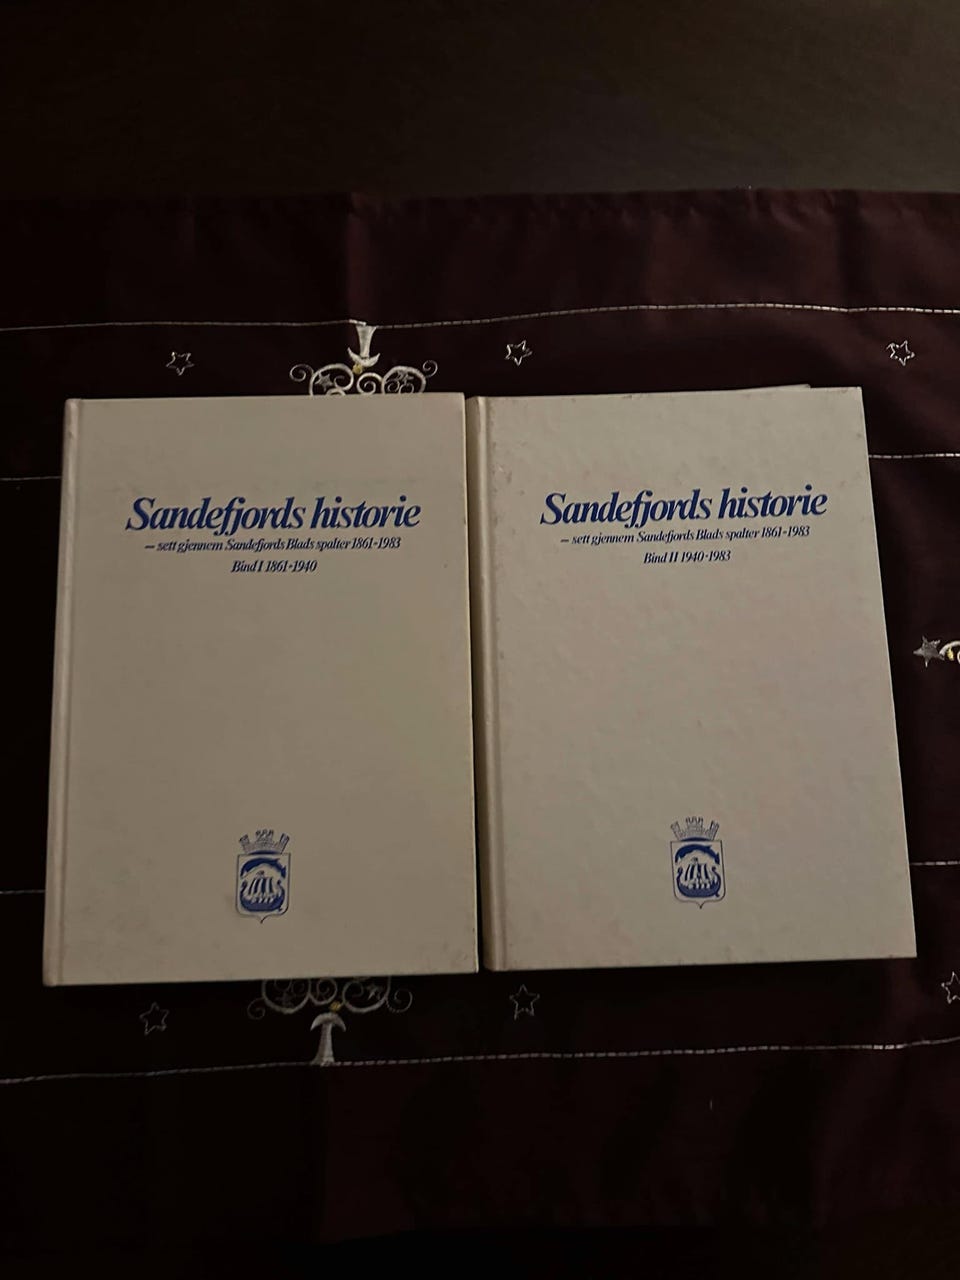 Sandefjords historie
– sett gjennem Sandefjords Blads spalter 1861-1983
Bind I 1861-1940
Sandefjords historie
– sett gjennem Sandefjords Blads spalter 1861-1983
Bind II 1940-1983